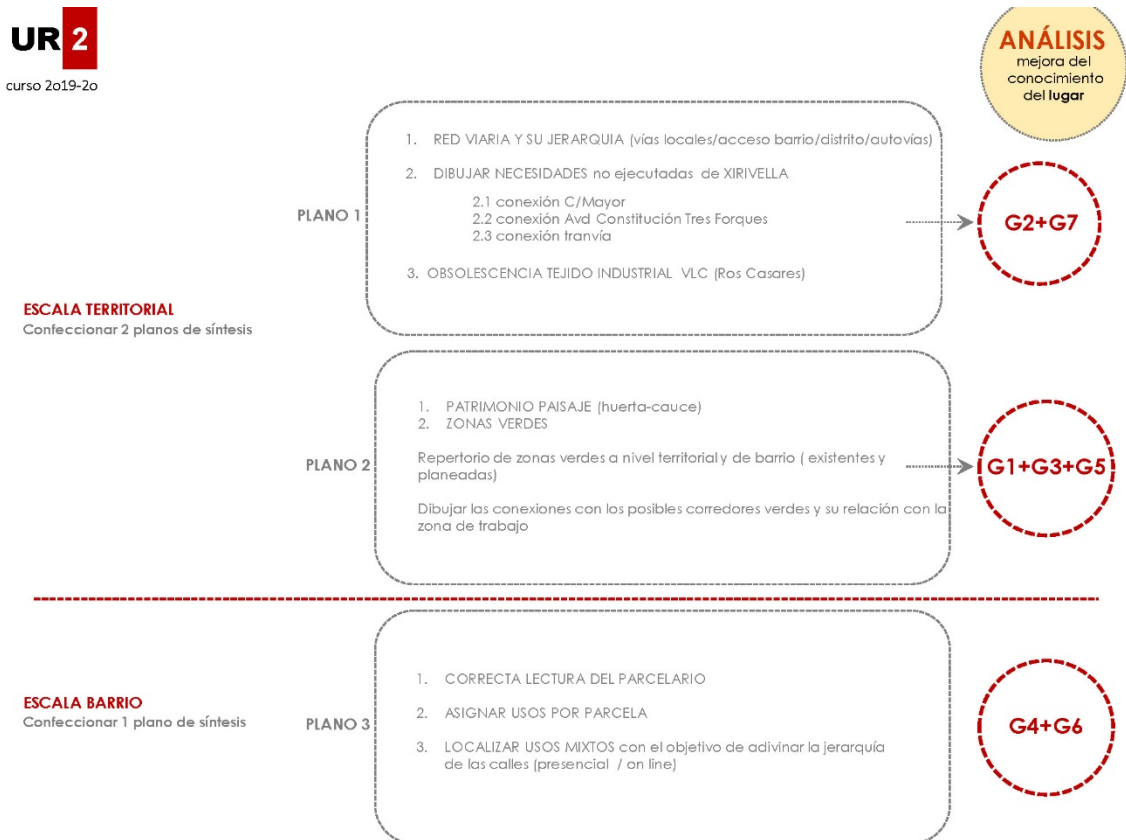 UR 2
curso 2o19-2o
ANÁLISIS
mejora del
conocimiento
del lugar
1. RED VIARIA Y SU JERARQUIA (vías locales/acceso barrio/distrito/autovías)
2. DIBUJAR NECESIDADES no ejecutadas de XIRIVELLA
2.1 conexión C/Mayor
2.2 conexión Avd Constitución Tres Forques
2.3 conexión tranvía
3. OBSOLESCENCIA TEJIDO INDUSTRIAL VLC (Ros Casares)
PLANO 1
G2+G7
ESCALA TERRITORIAL
Confeccionar 2 planos de síntesis
1. PATRIMONIO PAISAJE (huerta-cauce)
2. ZONAS VERDES
Repertorio de zonas verdes a nivel territorial y de barrio ( existentes y
planeadas)
Dibujar las conexiones con los posibles corredores verdes y su relación con la
zona de trabajo
PLANO 2
G1+G3+G5
ESCALA BARRIO
Confeccionar 1 plano de síntesis
PLANO 3
1. CORRECTA LECTURA DEL PARCELARIO
2. ASIGNAR USOS POR PARCELA
3. LOCALIZAR USOS MIXTOS con el objetivo de adivinar la jerarquía
de las calles (presencial / on line)
G4+G6